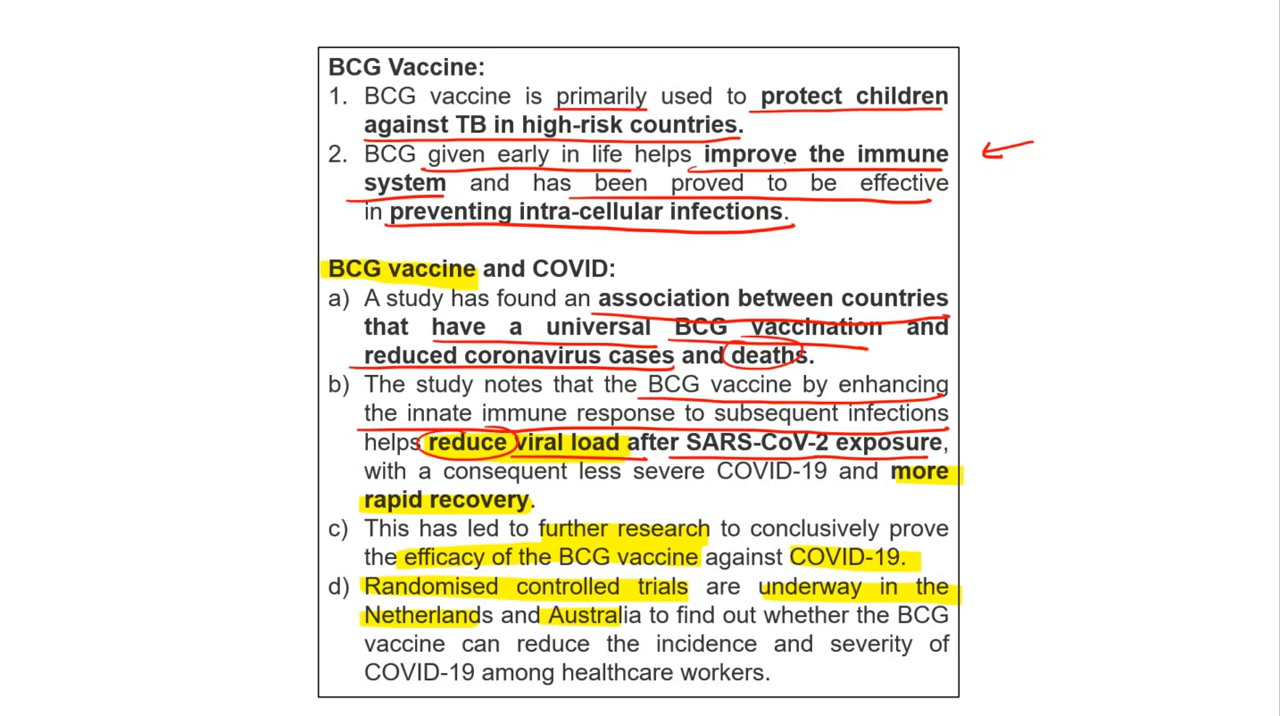 BCG Vaccine:
1. BCG vaccine is primarily used to protect children
against TB in high-risk countries.
2. BCG given early in life helps improve the immune
system and has been proved to be effective
in preventing intra-cellular infections.
BCG vaccine and COVID:
a) A study has found an association between countries
that have a universal BCG vaccination and
reduced coronavirus cases and deaths.
b) The study notes that the BCG vaccine by enhancing
the innate immune response to subsequent infections
helps reduce viral load after SARS-CoV-2 exposure,
with a consequent less severe COVID-19 and more
rapid recovery.
c) This has led to further research to conclusively prove
the efficacy of the BCG vaccine against COVID-19.
d) Randomised controlled trials are underway in the
Netherlands and Australia to find out whether the BCG
vaccine can reduce the incidence and severity of
COVID-19 among healthcare workers.